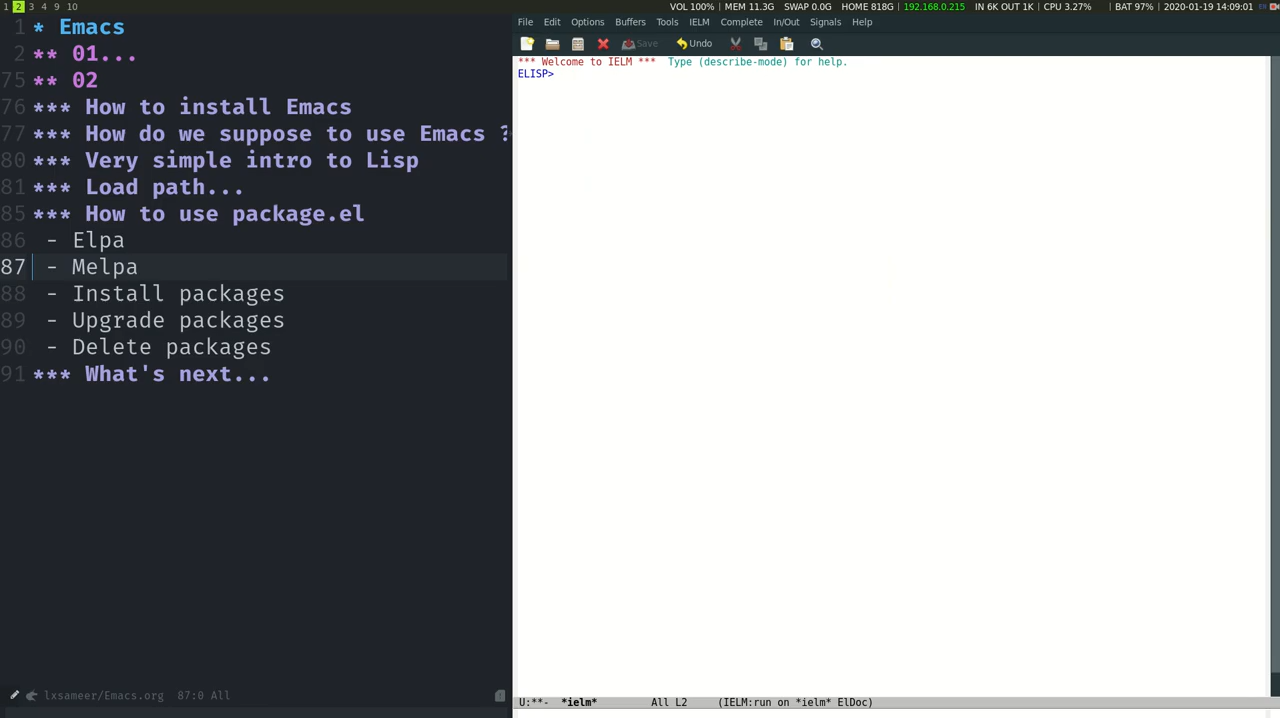 1 2 3 4 9 10 VOL 100% | MEM 11.3G SWAP 0.0G HOME 818G | 192.168.0.215 IN 6K OUT 1K | CPU 3.27% | BAT 97% | 2020-01-19 14:09:01 EN
1 * Emacs
2 ** 01...
75 ** 02
76 *** How to install Emacs
77 *** How do we suppose to use Emacs ?
80 *** Very simple intro to Lisp
81 *** Load path...
85 *** How to use package.el
86 - Elpa
87 - Melpa
88 - Install packages
89 - Upgrade packages
90 - Delete packages
91 *** What's next...
lxsameer/Emacs.org 87:0 All
File Edit Options Buffers Tools IELM Complete In/Out Signals Help
Save Undo
*** Welcome to IELM *** Type (describe-mode) for help.
ELISP>
U:**- *ielm* All L2 (IELM:run on *ielm* ElDoc)